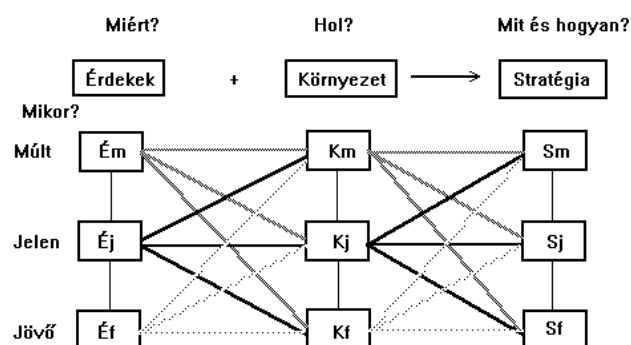 Miért? Hol? Mit és hogyan?
Érdekek + Környezet Stratégia
Mikor?
Múlt Ém Km Sm
Jelen Éj Kj Sj
Jövő Éf Kf Sf